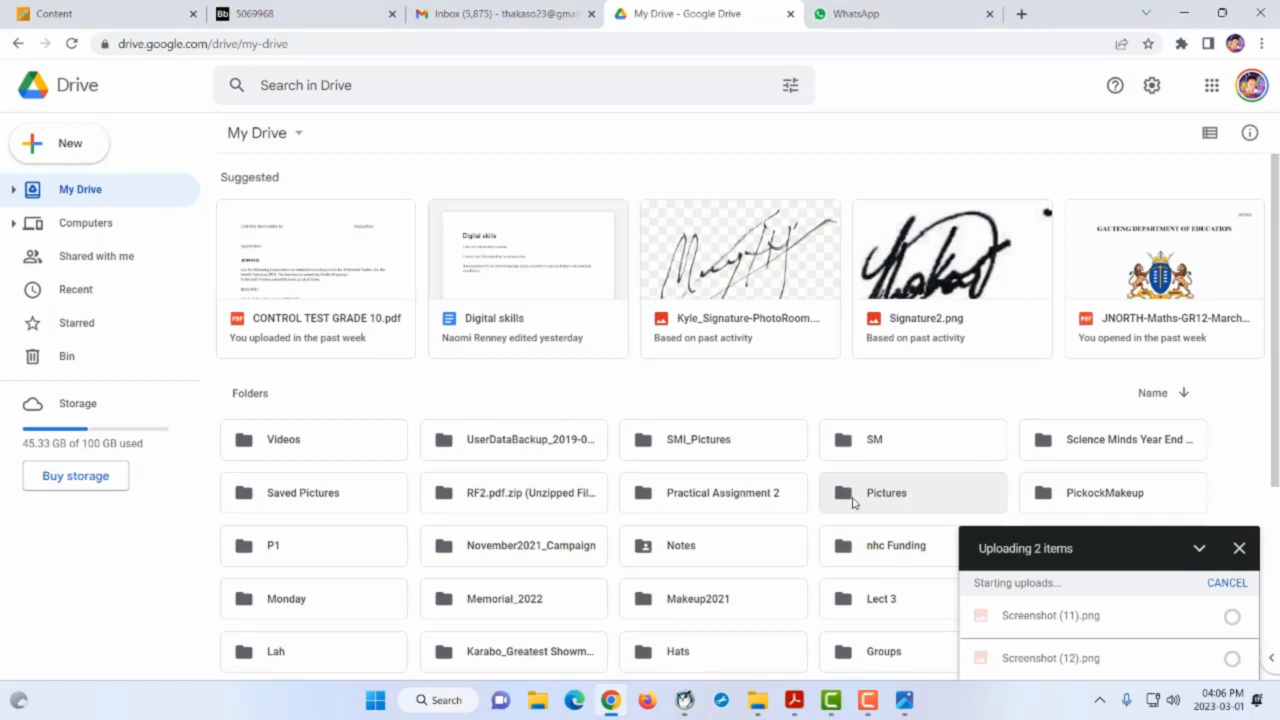 Content
Bb 5069968
Inbox (5,875) - thakaso23@gmail
My Drive - Google Drive
WhatsApp
drive.google.com/drive/my-drive
Drive
Search in Drive
New
My Drive
Suggested
My Drive
Computers
Shared with me
Recent
Starred
Bin
Storage
45.33 GB of 100 GB used
Buy storage
Digital skills
GAUTENG DEPARTMENT OF EDUCATION
PDF CONTROL TEST GRADE 10.pdf
You uploaded in the past week
Digital skills
Naomi Renney edited yesterday
Kyle_Signature-PhotoRoom....
Based on past activity
Signature2.png
Based on past activity
PDF JNORTH-Maths-GR12-March...
You opened in the past week
Folders
Name
Videos
UserDataBackup_2019-0...
SMI_Pictures
SM
Science Minds Year End ...
Saved Pictures
RF2.pdf.zip (Unzipped Fil...
Practical Assignment 2
Pictures
PickockMakeup
P1
November2021_Campaign
Notes
nhc Funding
Monday
Memorial_2022
Makeup2021
Lect 3
Lah
Karabo_Greatest Showm...
Hats
Groups
Uploading 2 items
Starting uploads...
CANCEL
Screenshot (11).png
Screenshot (12).png
Search
04:06 PM
2023-03-01